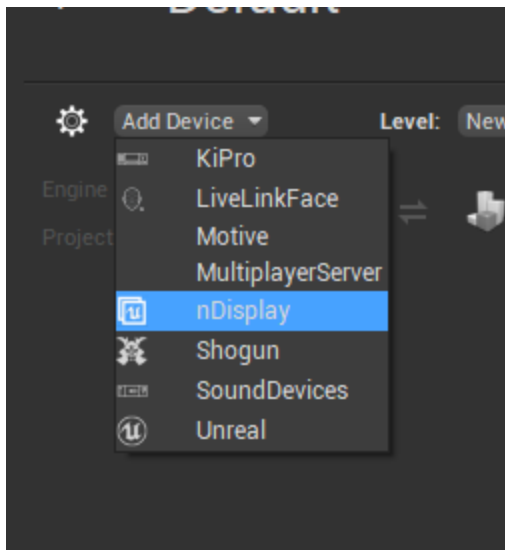 Default
Add Device
Level: New
KiPro
Engine
LiveLinkFace
Project
Motive
MultiplayerServer
nDisplay
Shogun
SoundDevices
Unreal